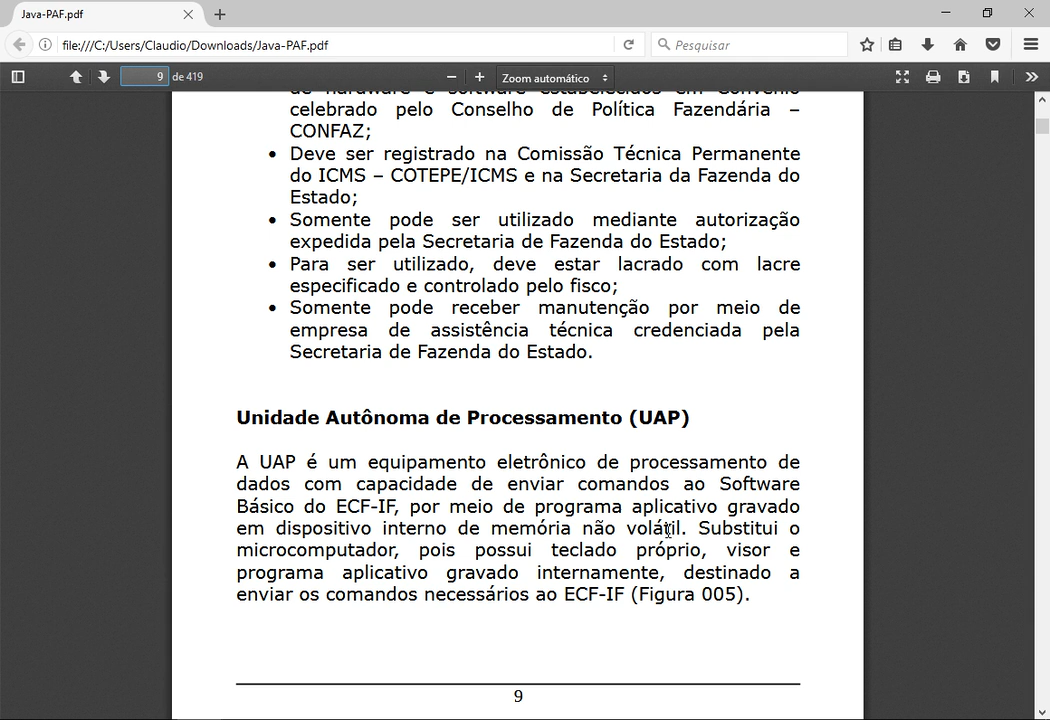 Java-PAF.pdf
file:///C:/Users/Claudio/Downloads/Java-PAF.pdf
Pesquisar
9 de 419
Zoom automático
de hardware e software estabelecidos em Convênio
celebrado pelo Conselho de Política Fazendária –
CONFAZ;
• Deve ser registrado na Comissão Técnica Permanente
do ICMS – COTEPE/ICMS e na Secretaria da Fazenda do
Estado;
• Somente pode ser utilizado mediante autorização
expedida pela Secretaria de Fazenda do Estado;
• Para ser utilizado, deve estar lacrado com lacre
especificado e controlado pelo fisco;
• Somente pode receber manutenção por meio de
empresa de assistência técnica credenciada pela
Secretaria de Fazenda do Estado.
Unidade Autônoma de Processamento (UAP)
A UAP é um equipamento eletrônico de processamento de
dados com capacidade de enviar comandos ao Software
Básico do ECF-IF, por meio de programa aplicativo gravado
em dispositivo interno de memória não volátil. Substitui o
microcomputador, pois possui teclado próprio, visor e
programa aplicativo gravado internamente, destinado a
enviar os comandos necessários ao ECF-IF (Figura 005).
9